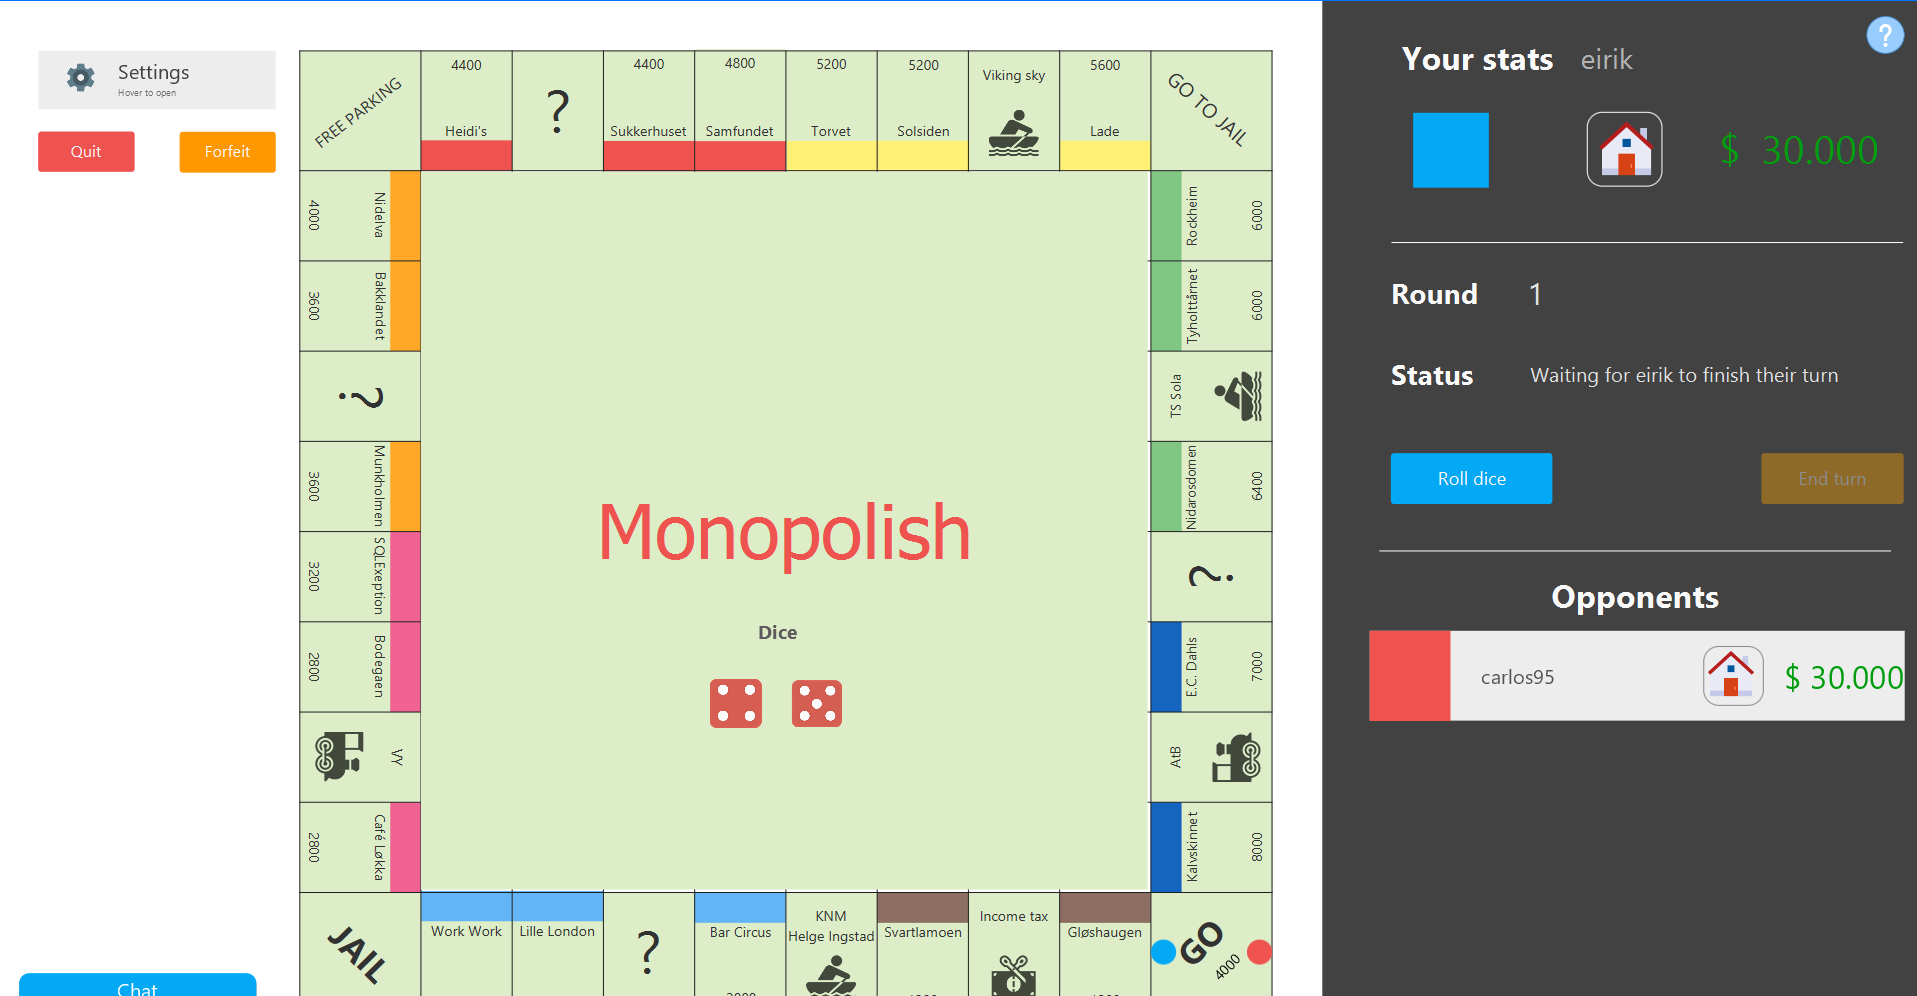 Settings
Hover to open
Quit
Forfeit
FREE PARKING
4400
Heidi's
?
4400
Sukkerhuset
4800
Samfundet
5200
Torvet
5200
Solsiden
Viking sky
5600
Lade
GO TO JAIL
4000
Nidelva
3600
Bakklandet
?
3600
Munkholmen
3200
SQLExeption
2800
Bodegaen
VY
2800
Café Løkka
Rockheim
6000
Tyholttårnet
6000
TS Sola
Nidarosdomen
6400
?
E.C. Dahls
7000
AtB
Kalvskinnet
8000
Monopolish
Dice
JAIL
Work Work
Lille London
?
Bar Circus
KNM
Helge Ingstad
Svartlamoen
Income tax
Gløshaugen
GO
4000
Chat
?
Your stats eirik
$ 30.000
Round 1
Status Waiting for eirik to finish their turn
Roll dice
End turn
Opponents
carlos95
$ 30.000